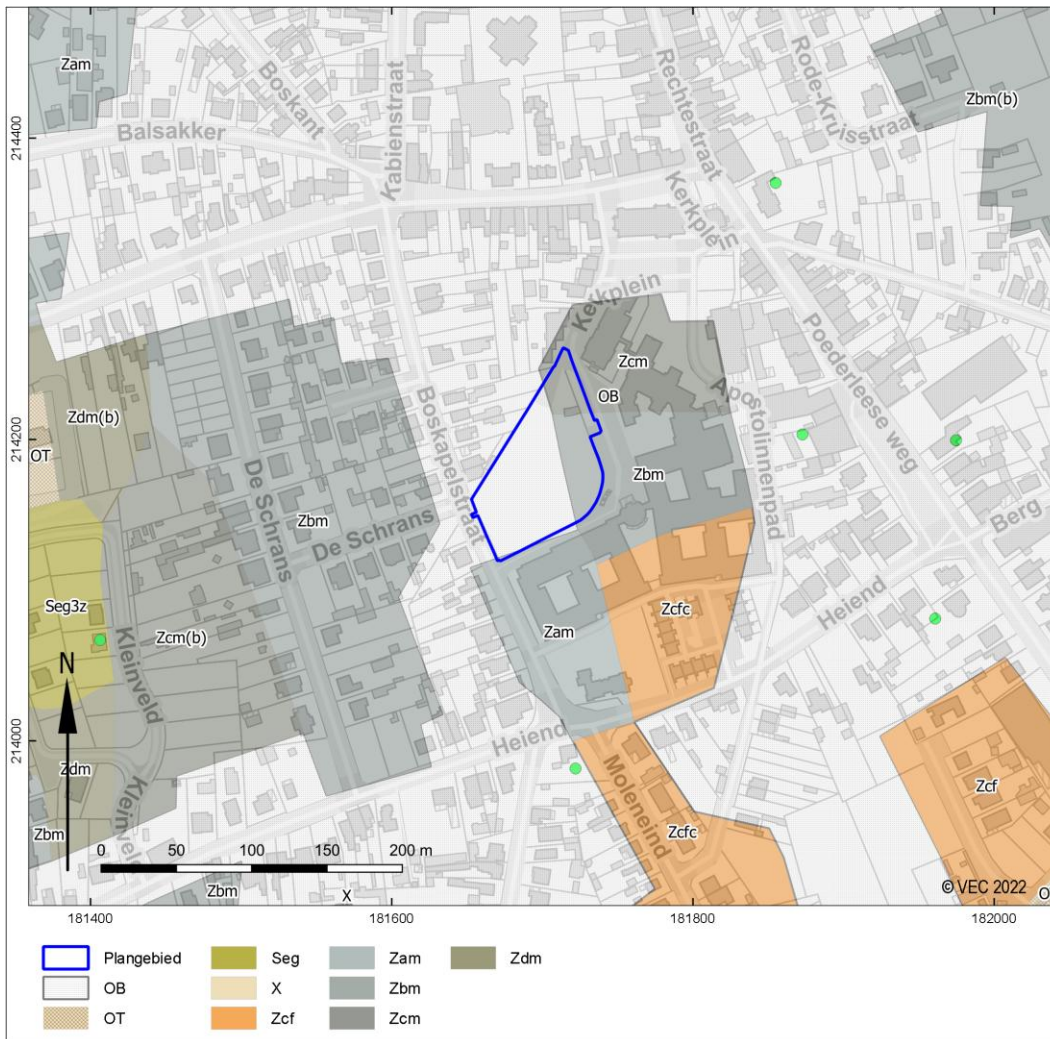 Zam
Boskant
Kabienstraat
Rechtestraat
Rode-Kruisstraat
Zbm(b)
214400
Balsakker
Kerkplein
Kerkplein
Zcm
Poederleese weg
Zdm(b)
OB
Apostolinnenpad
214200
OT
De Schrans
Boskapelstraat
Zbm
Zbm
De Schrans
Berg
Seg3z
Zcfc
Heiend
Kleinveld
Zcm(b)
Zam
N
214000
Heiend
Zdm
Moleneind
Zcf
Kleinveld
Zbm
Zcfc
0 50 100 150 200 m
Zbm
X
© VEC 2022
O
181400 181600 181800 182000
Plangebied Seg Zam Zdm
OB X Zbm
OT Zcf Zcm